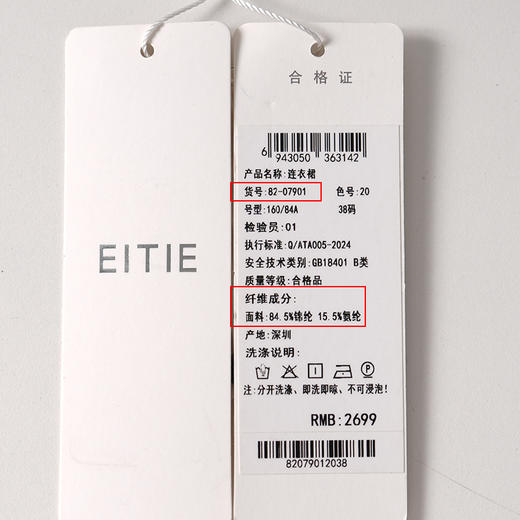 EITIE
合格证
6 943050 363142
产品名称:连衣裙
货号:82-07901 色号:20
号型:160/84A 38码
检验员:01
执行标准:Q/ATA005-2024
安全技术类别:GB18401 B类
质量等级:合格品
纤维成分:
面料:84.5%锦纶 15.5%氨纶
产地:深圳
洗涤说明:
注:分开洗涤、即洗即晾、不可浸泡!
RMB:2699
82079012038